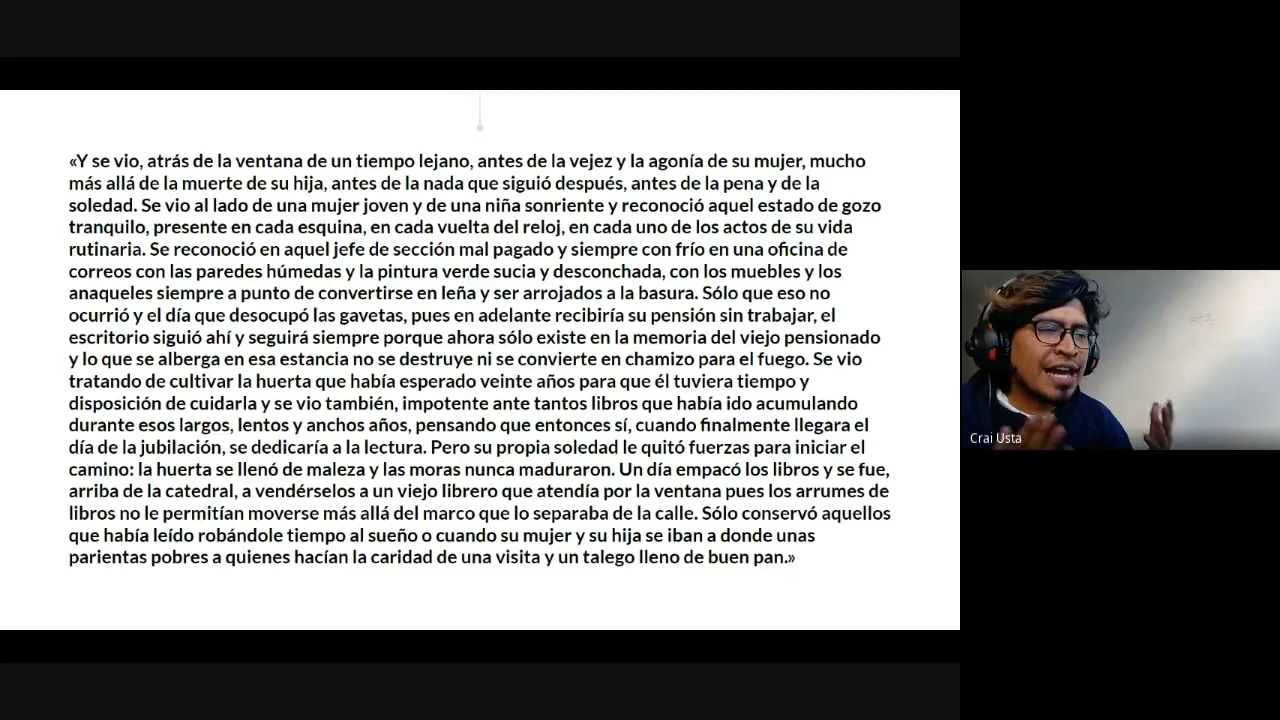 «Y se vio, atrás de la ventana de un tiempo lejano, antes de la vejez y la agonía de su mujer, mucho
más allá de la muerte de su hija, antes de la nada que siguió después, antes de la pena y de la
soledad. Se vio al lado de una mujer joven y de una niña sonriente y reconoció aquel estado de gozo
tranquilo, presente en cada esquina, en cada vuelta del reloj, en cada uno de los actos de su vida
rutinaria. Se reconoció en aquel jefe de sección mal pagado y siempre con frío en una oficina de
correos con las paredes húmedas y la pintura verde sucia y desconchada, con los muebles y los
anaqueles siempre a punto de convertirse en leña y ser arrojados a la basura. Sólo que eso no
ocurrió y el día que desocupó las gavetas, pues en adelante recibiría su pensión sin trabajar, el
escritorio siguió ahí y seguirá siempre porque ahora sólo existe en la memoria del viejo pensionado
y lo que se alberga en esa estancia no se destruye ni se convierte en chamizo para el fuego. Se vio
tratando de cultivar la huerta que había esperado veinte años para que él tuviera tiempo y
disposición de cuidarla y se vio también, impotente ante tantos libros que había ido acumulando
durante esos largos, lentos y anchos años, pensando que entonces sí, cuando finalmente llegara el
día de la jubilación, se dedicaría a la lectura. Pero su propia soledad le quitó fuerzas para iniciar el
camino: la huerta se llenó de maleza y las moras nunca maduraron. Un día empacó los libros y se fue,
arriba de la catedral, a vendérselos a un viejo librero que atendía por la ventana pues los arrumes de
libros no le permitían moverse más allá del marco que lo separaba de la calle. Sólo conservó aquellos
que había leído robándole tiempo al sueño o cuando su mujer y su hija se iban a donde unas
parientas pobres a quienes hacían la caridad de una visita y un talego lleno de buen pan.»
Crai Usta